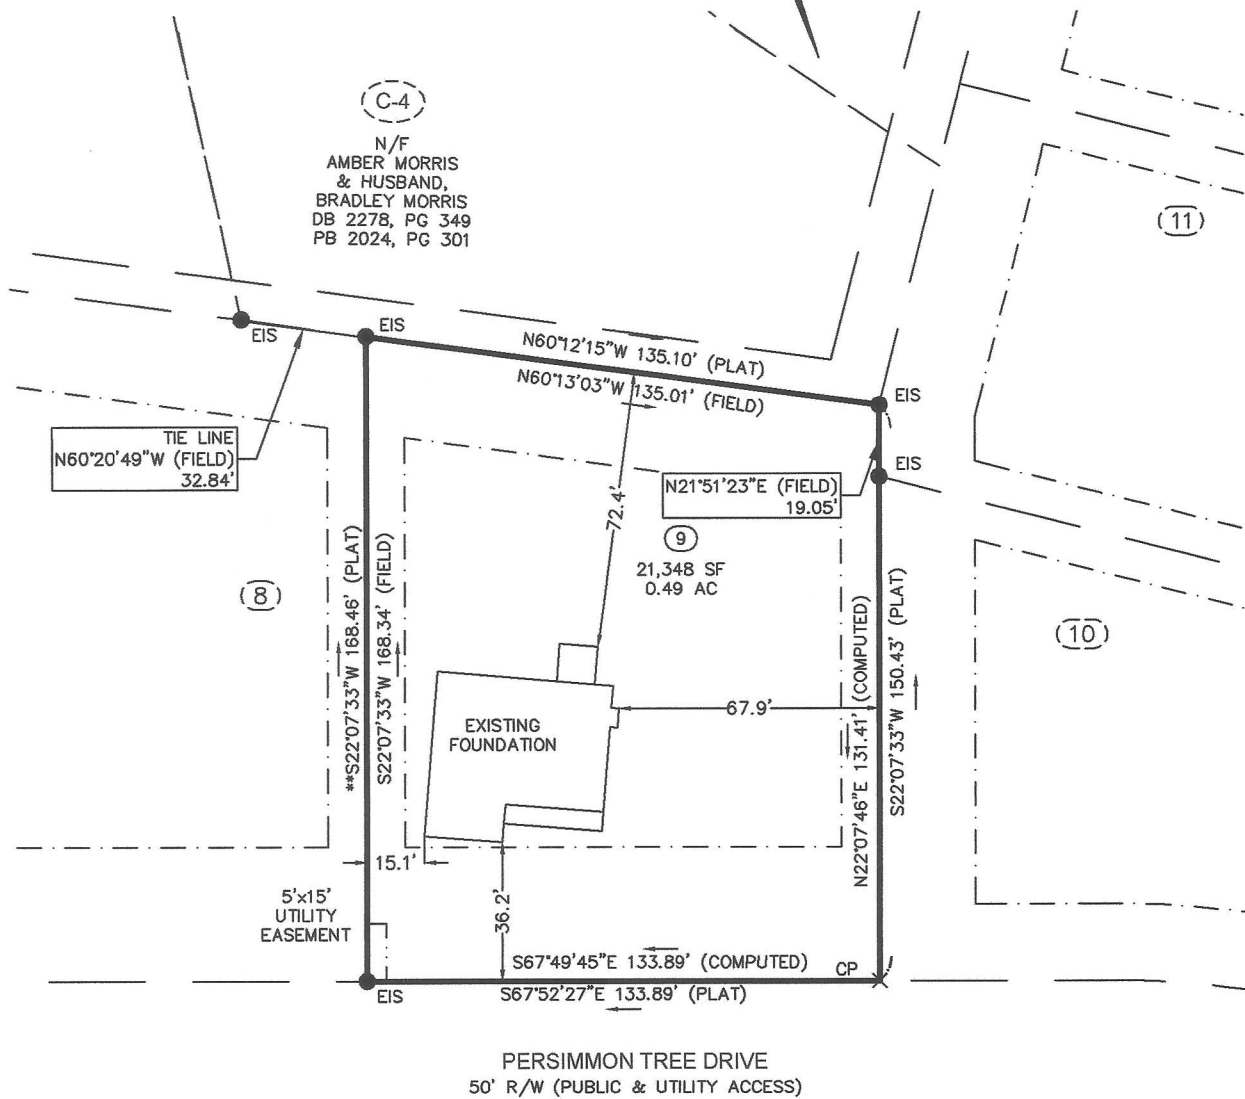 C-4
N/F
AMBER MORRIS
& HUSBAND,
BRADLEY MORRIS
DB 2278, PG 349
PB 2024, PG 301
11
EIS
EIS
N60°12'15"W 135.10' (PLAT)
N60°13'03"W 135.01' (FIELD)
EIS
TIE LINE
N60°20'49"W (FIELD)
32.84'
EIS
N21°51'23"E (FIELD)
19.05'
72.4'
9
21,348 SF
0.49 AC
8
10
**S22°07'33"W 168.46' (PLAT)
S22°07'33"W 168.34' (FIELD)
N22°07'46"E 131.41' (COMPUTED)
S22°07'33"W 150.43' (PLAT)
67.9'
EXISTING
FOUNDATION
15.1'
36.2'
5'x15'
UTILITY
EASEMENT
S67°49'45"E 133.89' (COMPUTED)
CP
EIS
S67°52'27"E 133.89' (PLAT)
PERSIMMON TREE DRIVE
50' R/W (PUBLIC & UTILITY ACCESS)